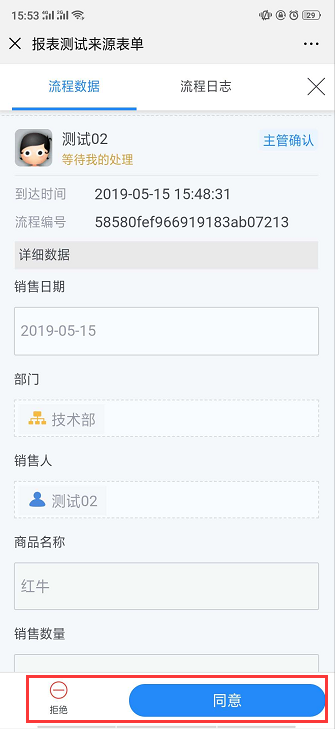 15:53 4G 2G 29
报表测试来源表单
流程数据 流程日志
测试02 主管确认
等待我的处理
到达时间 2019-05-15 15:48:31
流程编号 58580fef966919183ab07213
详细数据
销售日期
2019-05-15
部门
技术部
销售人
测试02
商品名称
红牛
销售数量
拒绝 同意